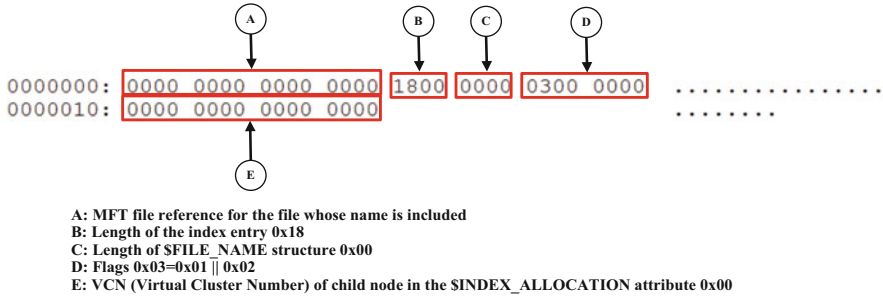 A B C D
0000000: 0000 0000 0000 0000 1800 0000 0300 0000 ................
0000010: 0000 0000 0000 0000 ........
E
A: MFT file reference for the file whose name is included
B: Length of the index entry 0x18
C: Length of $FILE_NAME structure 0x00
D: Flags 0x03=0x01 || 0x02
E: VCN (Virtual Cluster Number) of child node in the $INDEX_ALLOCATION attribute 0x00